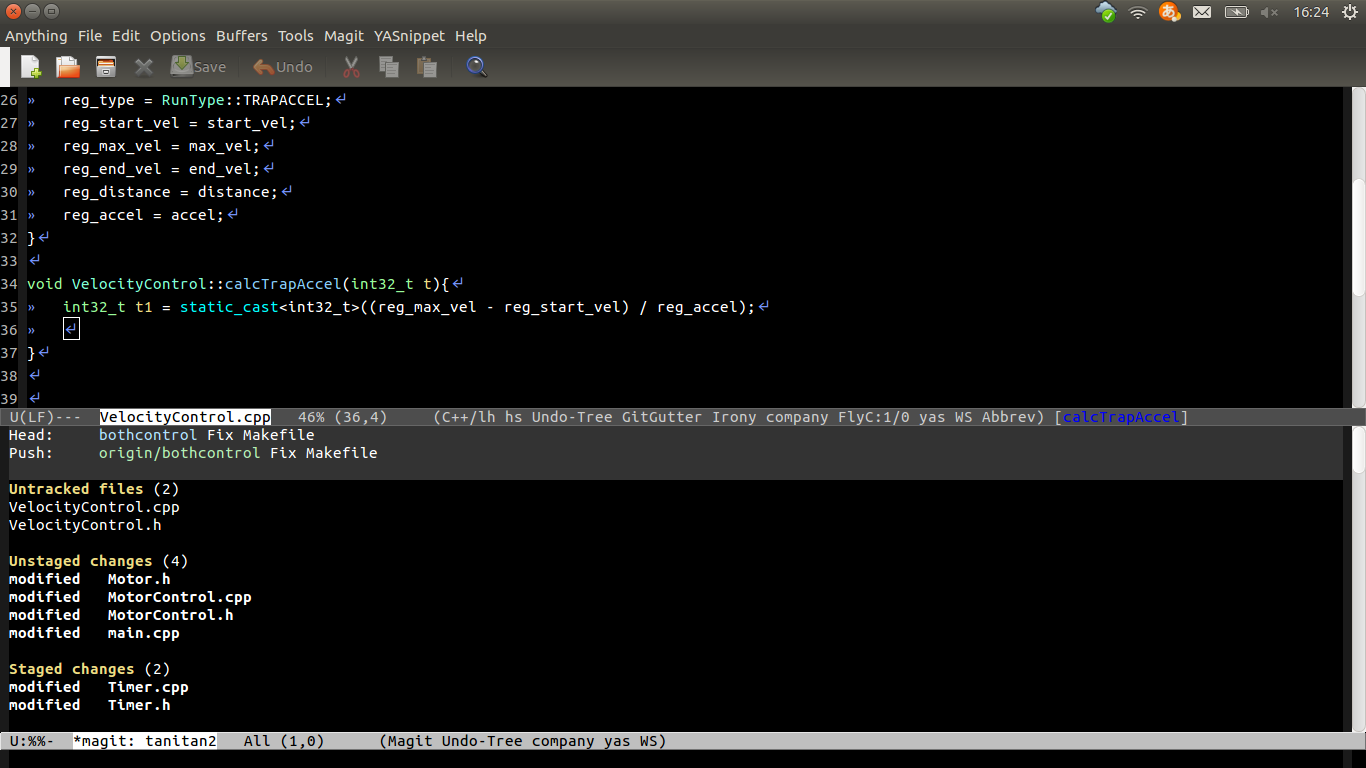 16:24
Anything File Edit Options Buffers Tools Magit YASnippet Help
Save Undo
26 » reg_type = RunType::TRAPACCEL;↵
27 » reg_start_vel = start_vel;↵
28 » reg_max_vel = max_vel;↵
29 » reg_end_vel = end_vel;↵
30 » reg_distance = distance;↵
31 » reg_accel = accel;↵
32 }↵
33 ↵
34 void VelocityControl::calcTrapAccel(int32_t t){↵
35 » int32_t t1 = static_cast<int32_t>((reg_max_vel - reg_start_vel) / reg_accel);↵
36 » ↵
37 }↵
38 ↵
39 ↵
U(LF)--- VelocityControl.cpp 46% (36,4) (C++/lh hs Undo-Tree GitGutter Irony company FlyC:1/0 yas WS Abbrev) [calcTrapAccel]
Head: bothcontrol Fix Makefile
Push: origin/bothcontrol Fix Makefile
Untracked files (2)
VelocityControl.cpp
VelocityControl.h
Unstaged changes (4)
modified Motor.h
modified MotorControl.cpp
modified MotorControl.h
modified main.cpp
Staged changes (2)
modified Timer.cpp
modified Timer.h
U:%%- *magit: tanitan2 All (1,0) (Magit Undo-Tree company yas WS)